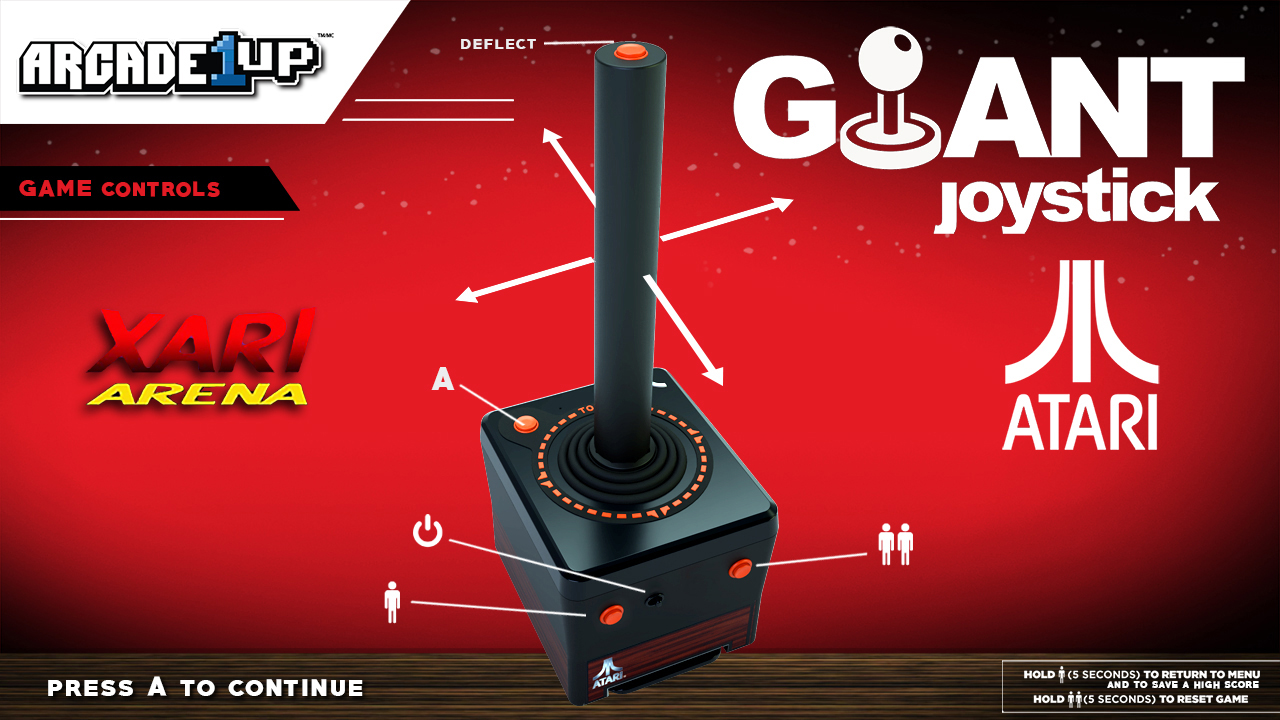 ARCADE1UP TM/MC
DEFLECT
GIANT
joystick
GAME CONTROLS
XARI
ARENA
ATARI
A
TO
ATARI
PRESS A TO CONTINUE
HOLD (5 SECONDS) TO RETURN TO MENU
AND TO SAVE A HIGH SCORE
HOLD (5 SECONDS) TO RESET GAME